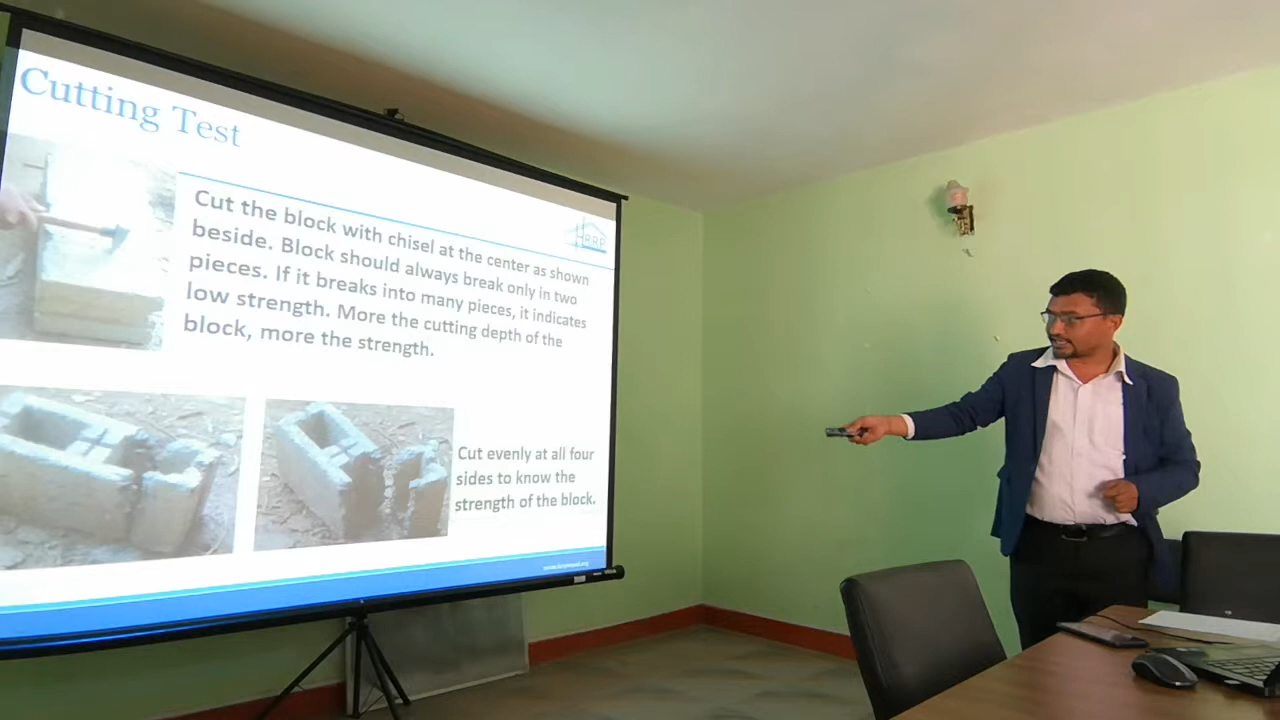 Cutting Test
Cut the block with chisel at the center as shown
beside. Block should always break only in two
pieces. If it breaks into many pieces, it indicates
low strength. More the cutting depth of the
block, more the strength.
HRRP
Cut evenly at all four
sides to know the
strength of the block.